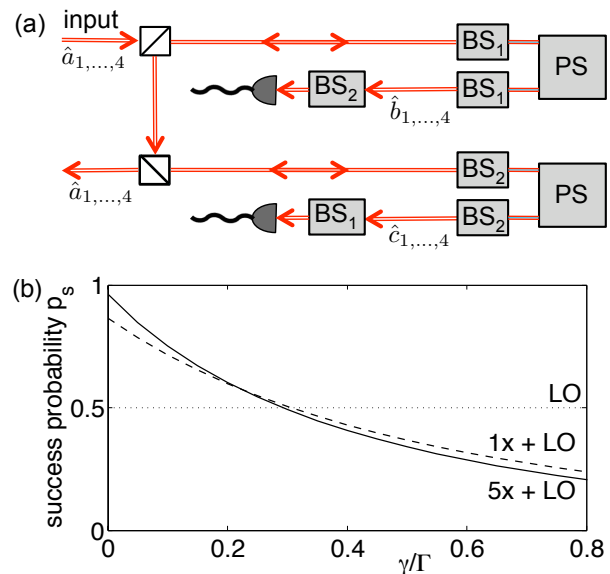 (a)
input
â₁,...,₄
BS₁
PS
BS₂
b̂₁,...,₄
BS₁
â₁,...,₄
BS₂
PS
BS₁
ĉ₁,...,₄
BS₂
(b)
success probability pₛ
1
0.5
0
LO
1x + LO
5x + LO
0
0.2
0.4
0.6
0.8
γ/Γ